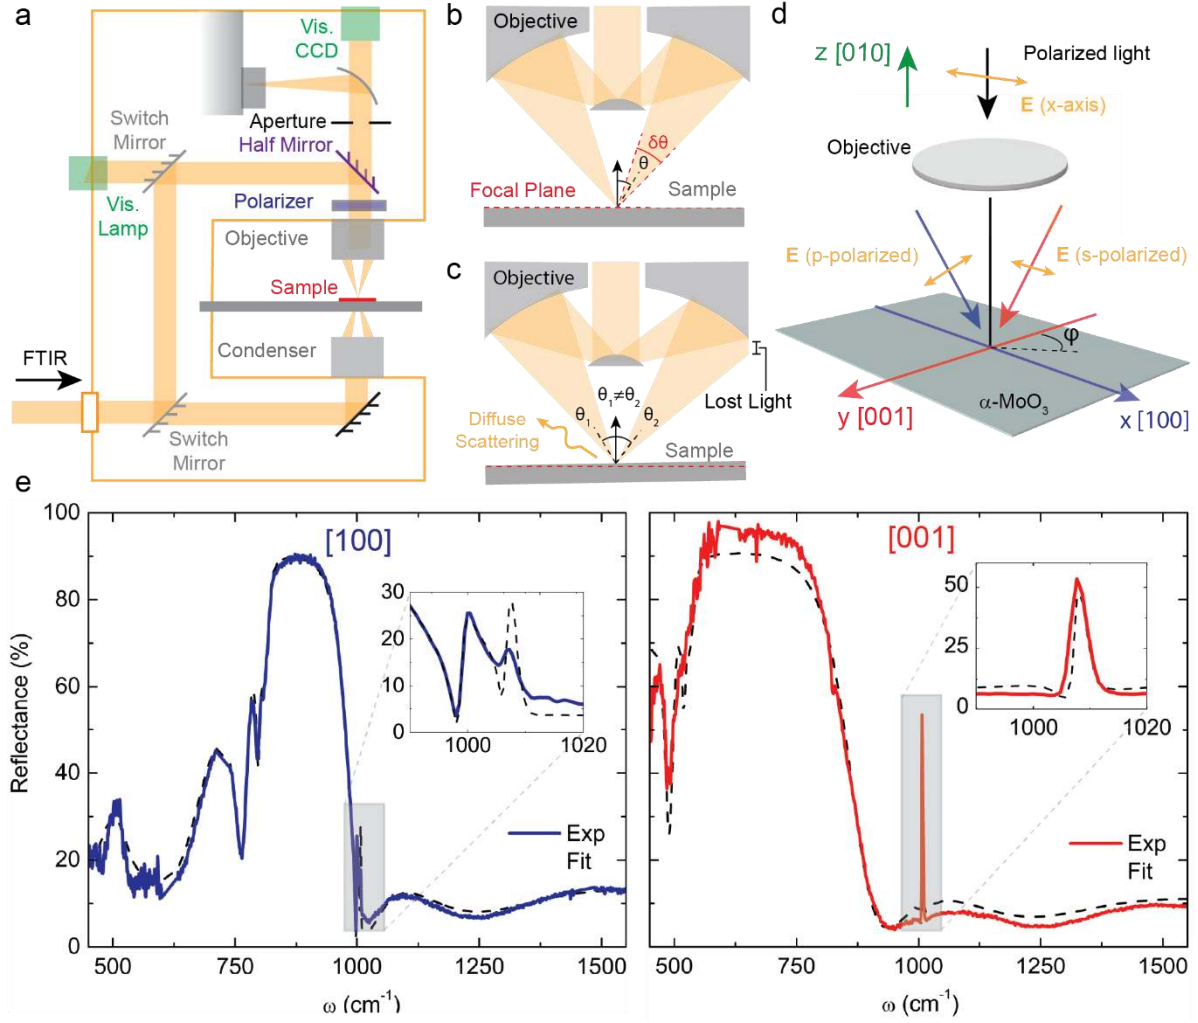 a
Vis.
CCD
Switch
Mirror
Aperture
Half Mirror
Polarizer
Vis.
Lamp
Objective
Sample
Condenser
FTIR
Switch
Mirror
b
Objective
δθ
θ
Focal Plane
Sample
c
Objective
Lost Light
θ1≠θ2
θ1
θ2
Diffuse
Scattering
Sample
d
z [010]
Polarized light
E (x-axis)
Objective
E (p-polarized)
E (s-polarized)
φ
α-MoO3
y [001]
x [100]
e
Reflectance (%)
100
80
60
40
20
0
[100]
30
20
10
0
1000
1020
Exp
Fit
500
750
1000
1250
1500
ω (cm-1)
[001]
50
25
0
1000
1020
Exp
Fit
500
750
1000
1250
1500
ω (cm-1)